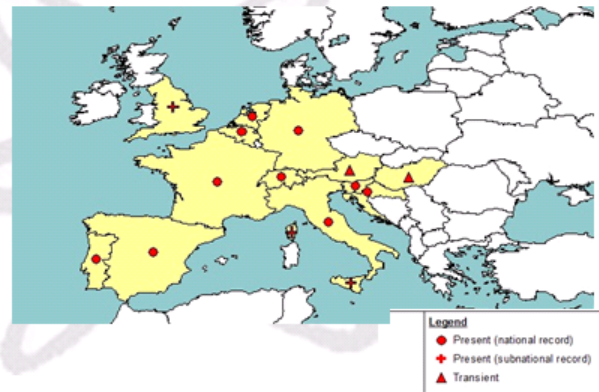 Legend
Present (national record)
Present (subnational record)
Transient